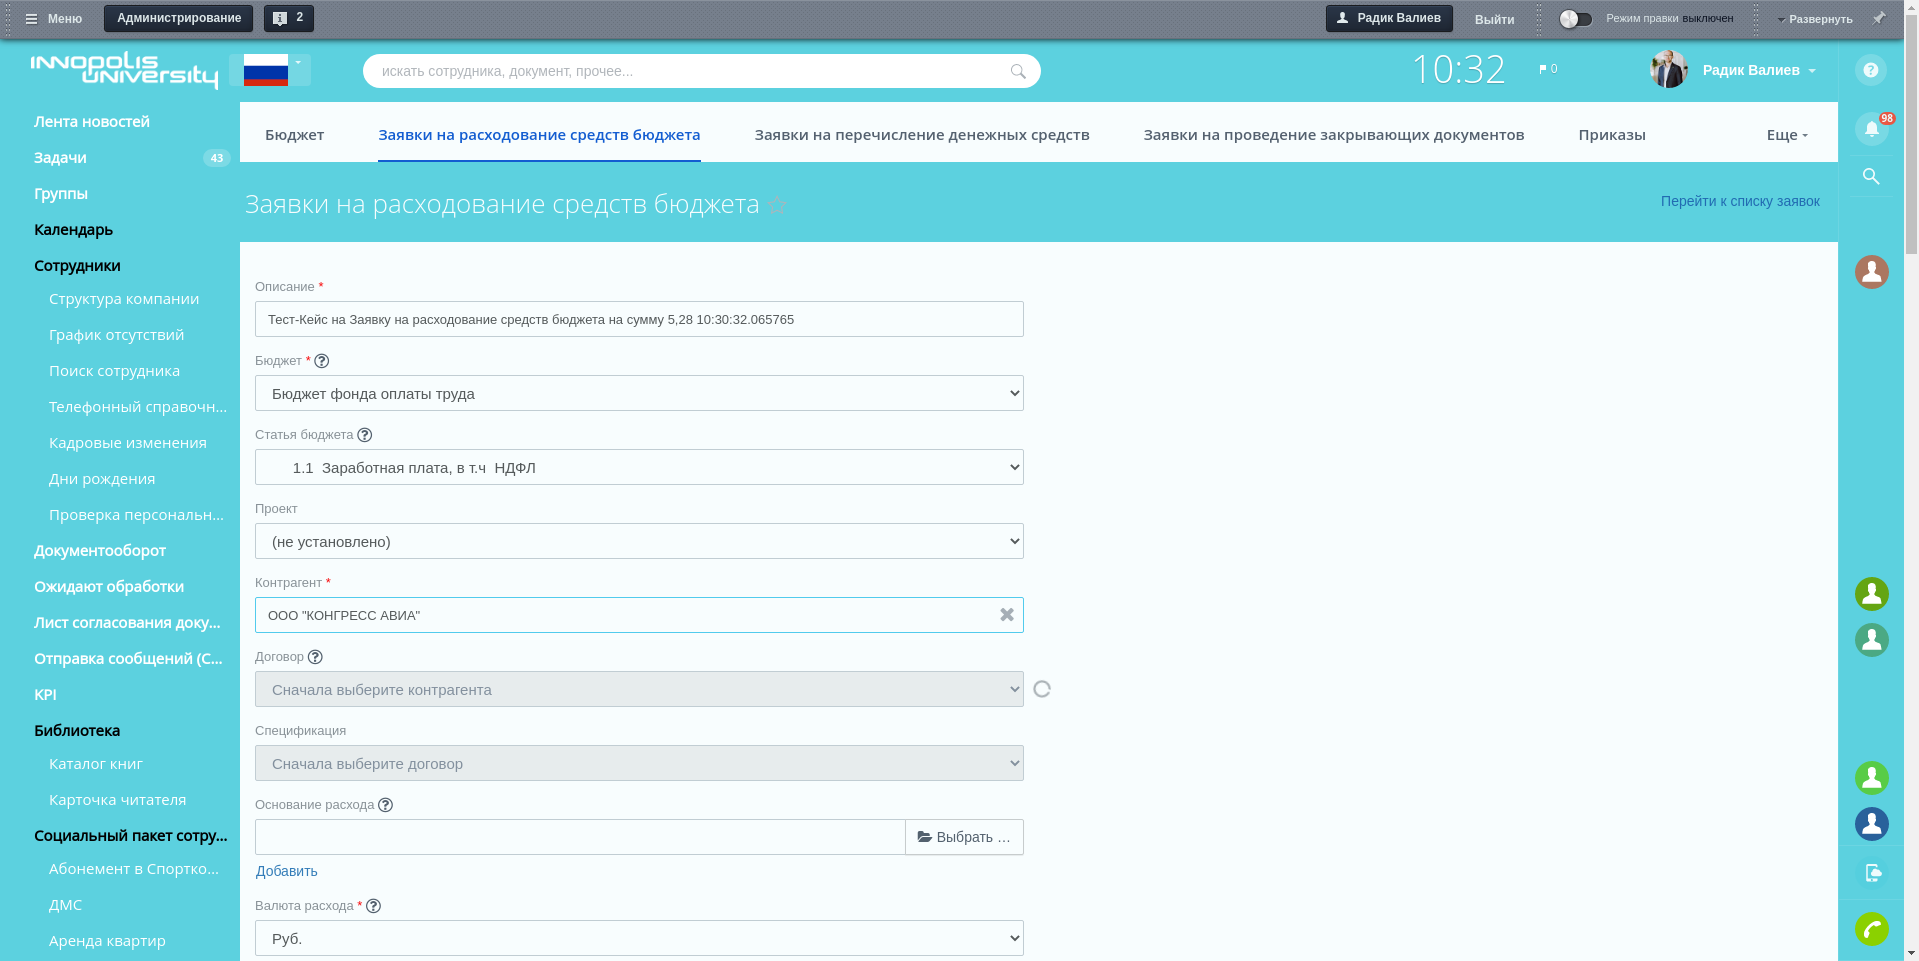 Меню
Администрирование
2
Радик Валиев
Выйти
Режим правки выключен
Развернуть
innopolis
university
искать сотрудника, документ, прочее...
10:32
0
Радик Валиев
98
Лента новостей
Задачи
43
Группы
Календарь
Сотрудники
Структура компании
График отсутствий
Поиск сотрудника
Телефонный справочн...
Кадровые изменения
Дни рождения
Проверка персональн...
Документооборот
Ожидают обработки
Лист согласования доку...
Отправка сообщений (С...
KPI
Библиотека
Каталог книг
Карточка читателя
Социальный пакет сотру...
Абонемент в Спортко...
ДМС
Аренда квартир
Бюджет
Заявки на расходование средств бюджета
Заявки на перечисление денежных средств
Заявки на проведение закрывающих документов
Приказы
Еще
Заявки на расходование средств бюджета
Перейти к списку заявок
Описание *
Тест-Кейс на Заявку на расходование средств бюджета на сумму 5,28 10:30:32.065765
Бюджет *
Бюджет фонда оплаты труда
Статья бюджета
1.1 Заработная плата, в т.ч НДФЛ
Проект
(не установлено)
Контрагент *
ООО "КОНГРЕСС АВИА"
Договор
Сначала выберите контрагента
Спецификация
Сначала выберите договор
Основание расхода
Выбрать …
Добавить
Валюта расхода *
Руб.